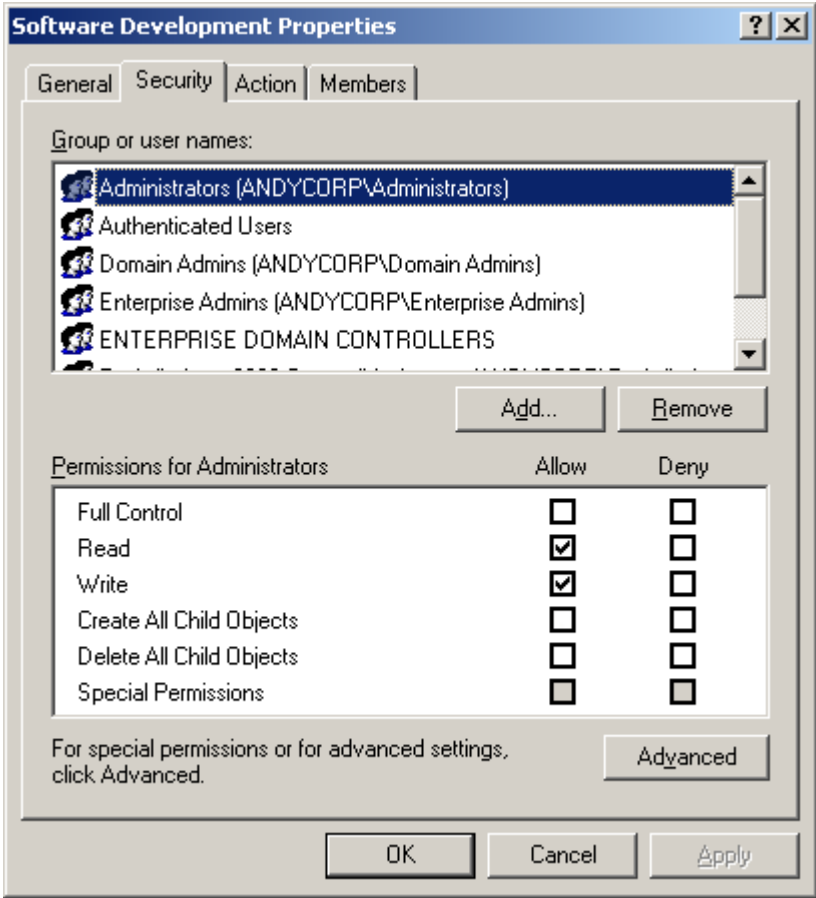 Software Development Properties
General Security Action Members
Group or user names:
Administrators (ANDYCORP\Administrators)
Authenticated Users
Domain Admins (ANDYCORP\Domain Admins)
Enterprise Admins (ANDYCORP\Enterprise Admins)
ENTERPRISE DOMAIN CONTROLLERS
Add... Remove
Permissions for Administrators Allow Deny
Full Control
Read
Write
Create All Child Objects
Delete All Child Objects
Special Permissions
For special permissions or for advanced settings,
click Advanced.
Advanced
OK Cancel Apply